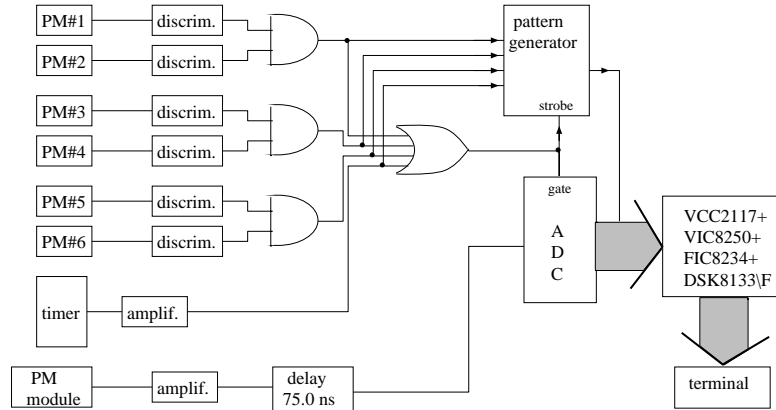 PM#1
discrim.
PM#2
discrim.
PM#3
discrim.
PM#4
discrim.
PM#5
discrim.
PM#6
discrim.
timer
amplif.
PM
module
amplif.
delay
75.0 ns
pattern
generator
strobe
gate
A
D
C
VCC2117+
VIC8250+
FIC8234+
DSK8133\F
terminal